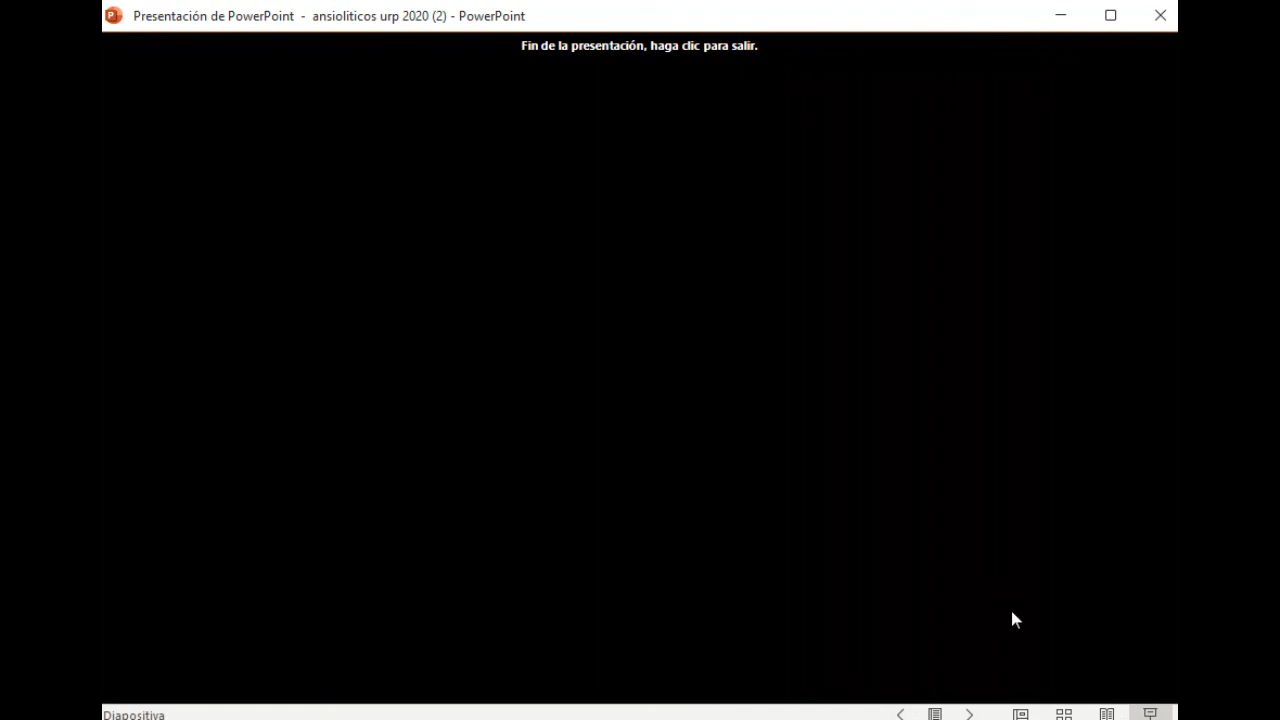 Presentación de PowerPoint - ansioliticos urp 2020 (2) - PowerPoint
Fin de la presentación, haga clic para salir.
Diapositiva